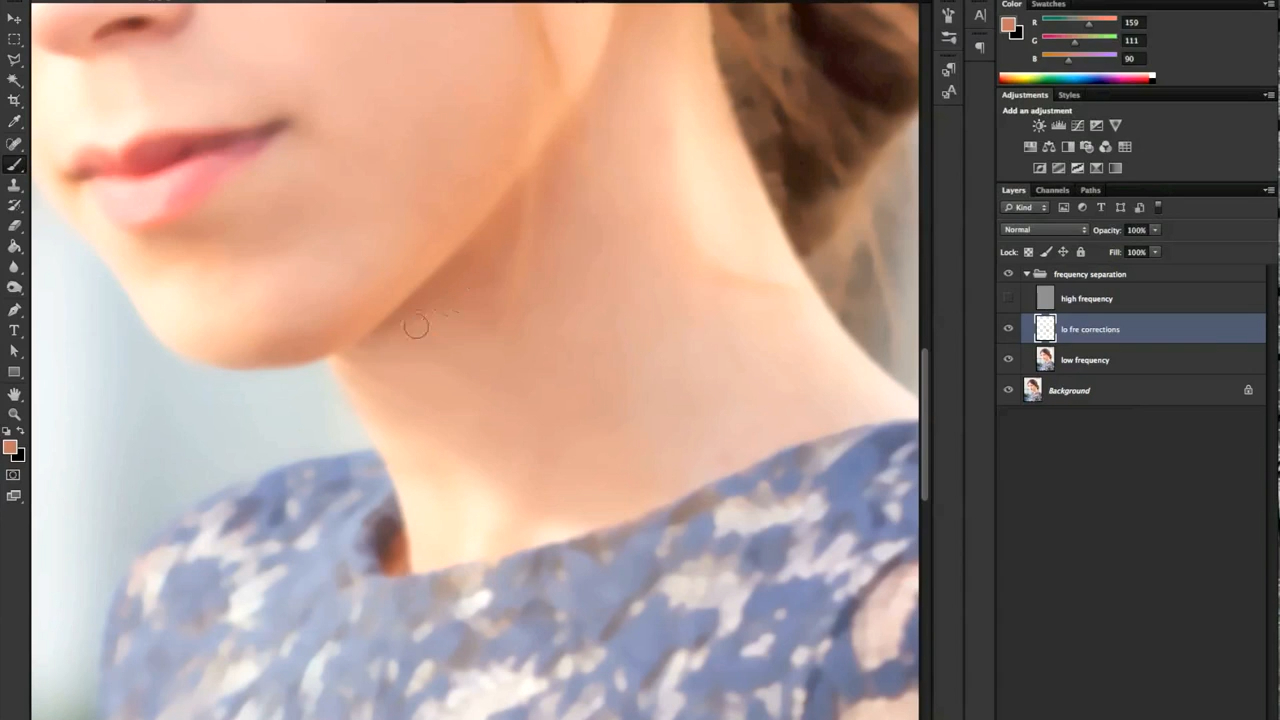 Color Swatches
R 159
G 111
B 90
Adjustments Styles
Add an adjustment
Layers Channels Paths
Kind
Normal Opacity: 100%
Lock: Fill: 100%
frequency separation
high frequency
lo fre corrections
low frequency
Background